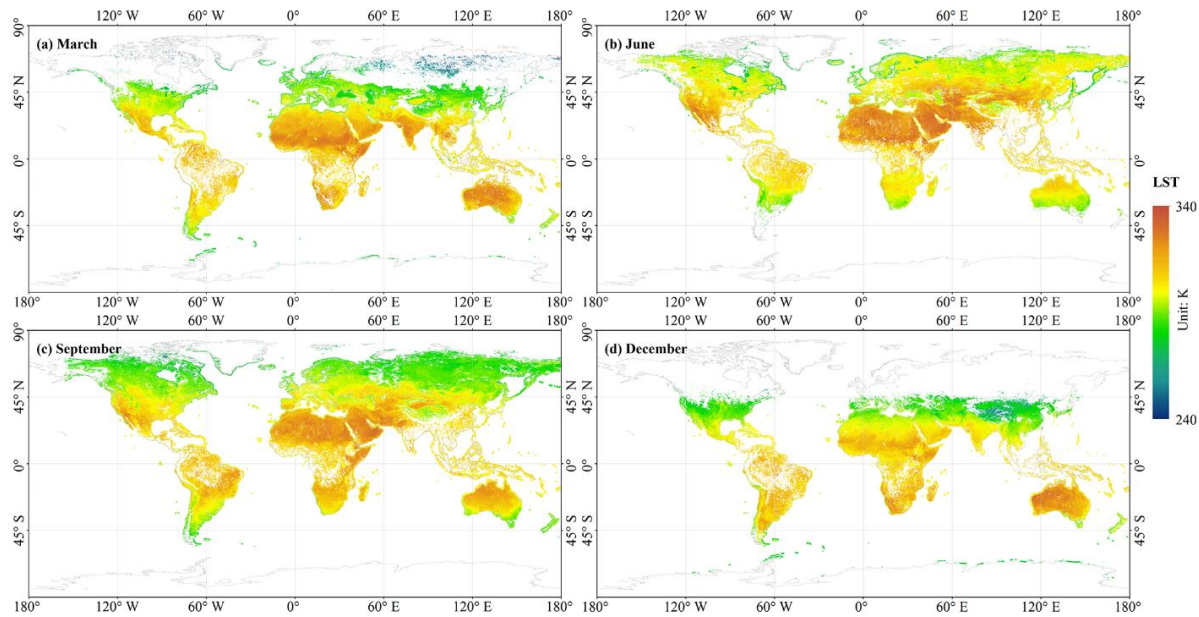 120° W 60° W 0° 60° E 120° E 180° 120° W 60° W 0° 60° E 120° E 180°
90° (a) March (b) June
45° N 45° N
0° 0°
45° S 45° S
LST
340
Unit: K
240
180° 120° W 60° W 0° 60° E 120° E 180° 120° W 60° W 0° 60° E 120° E 180°
90° (c) September 90° (d) December
45° N 45° N
0° 0°
45° S 45° S
180° 120° W 60° W 0° 60° E 120° E 180° 120° W 60° W 0° 60° E 120° E 180°